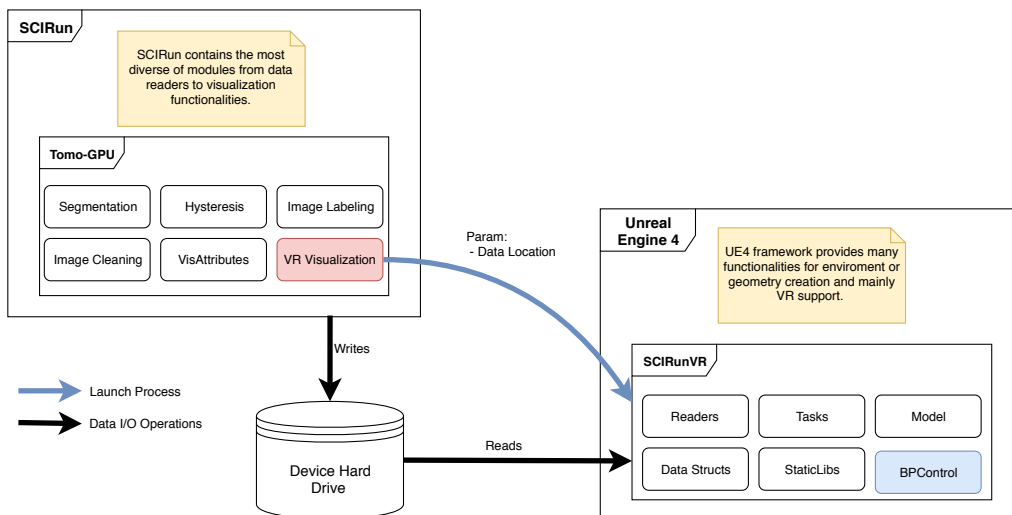 SCIRun
SCIRun contains the most
diverse of modules from data
readers to visualization
functionalities.
Tomo-GPU
Segmentation
Hysteresis
Image Labeling
Image Cleaning
VisAttributes
VR Visualization
Param:
- Data Location
Unreal
Engine 4
UE4 framework provides many
functionalities for enviroment or
geometry creation and mainly
VR support.
Writes
SCIRunVR
Launch Process
Data I/O Operations
Readers
Tasks
Model
Reads
Device Hard
Drive
Data Structs
StaticLibs
BPControl